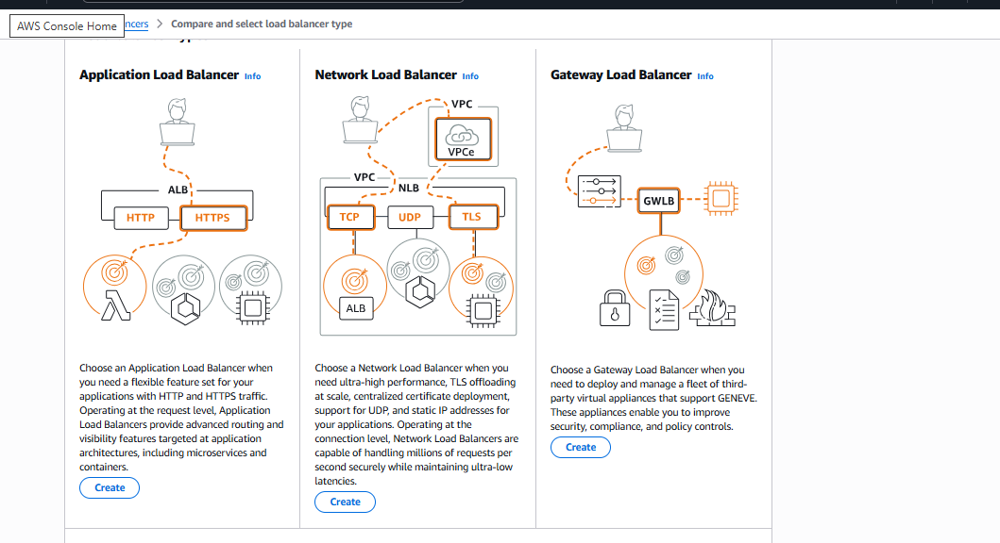 AWS Console Home
ncers > Compare and select load balancer type
Application Load Balancer Info
ALB
HTTP
HTTPS
Choose an Application Load Balancer when
you need a flexible feature set for your
applications with HTTP and HTTPS traffic.
Operating at the request level, Application
Load Balancers provide advanced routing and
visibility features targeted at application
architectures, including microservices and
containers.
Create
Network Load Balancer Info
VPC
VPCe
VPC
NLB
TCP
UDP
TLS
ALB
Choose a Network Load Balancer when you
need ultra-high performance, TLS offloading
at scale, centralized certificate deployment,
support for UDP, and static IP addresses for
your applications. Operating at the
connection level, Network Load Balancers are
capable of handling millions of requests per
second securely while maintaining ultra-low
latencies.
Create
Gateway Load Balancer Info
GWLB
Choose a Gateway Load Balancer when you
need to deploy and manage a fleet of third-
party virtual appliances that support GENEVE.
These appliances enable you to improve
security, compliance, and policy controls.
Create